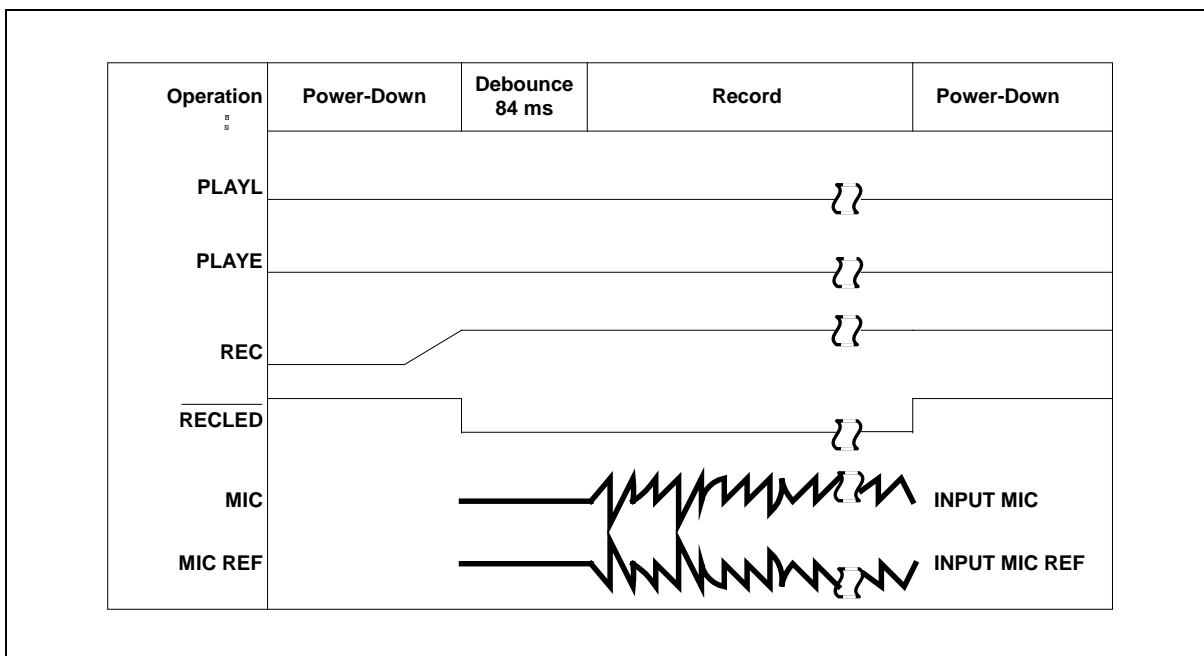 Operation Power-Down Debounce 84 ms Record Power-Down
PLAYL
PLAYE
REC
RECLED
MIC INPUT MIC
MIC REF INPUT MIC REF